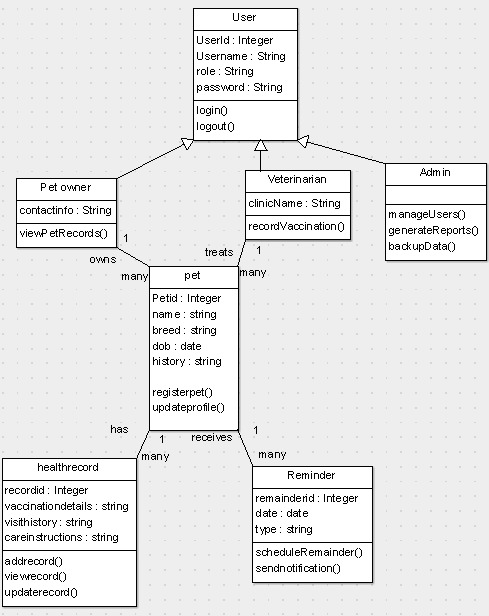 User
UserId : Integer
Username : String
role : String
password : String
login()
logout()
Pet owner
contactinfo : String
viewPetRecords()
Veterinarian
clinicName : String
recordVaccination()
Admin
manageUsers()
generateReports()
backupData()
1
owns
many
treats
1
many
pet
Petid : Integer
name : string
breed : string
dob : date
history : string
registerpet()
updateprofile()
has
1
many
receives
1
many
healthrecord
recordid : Integer
vaccinationdetails : string
visithistory : string
careinstructions : string
addrecord()
viewrecord()
updaterecord()
Reminder
remainderid : Integer
date : date
type : string
scheduleRemainder()
sendnotification()